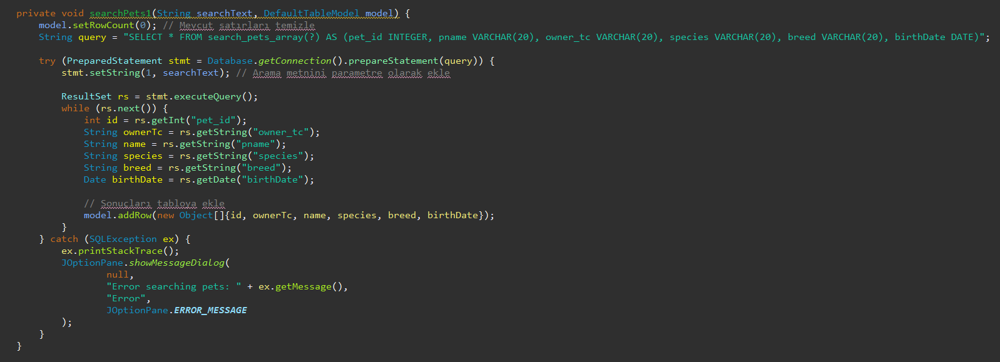 private void searchPets1(String searchText, DefaultTableModel model) {
    model.setRowCount(0); // Mevcut satırları temizle
    String query = "SELECT * FROM search_pets_array(?) AS (pet_id INTEGER, pname VARCHAR(20), owner_tc VARCHAR(20), species VARCHAR(20), breed VARCHAR(20), birthDate DATE)";
    try (PreparedStatement stmt = Database.getConnection().prepareStatement(query)) {
        stmt.setString(1, searchText); // Arama metnini parametre olarak ekle
        ResultSet rs = stmt.executeQuery();
        while (rs.next()) {
            int id = rs.getInt("pet_id");
            String ownerTc = rs.getString("owner_tc");
            String name = rs.getString("pname");
            String species = rs.getString("species");
            String breed = rs.getString("breed");
            Date birthDate = rs.getDate("birthDate");
            // Sonuçları tabloya ekle
            model.addRow(new Object[]{id, ownerTc, name, species, breed, birthDate});
        }
    } catch (SQLException ex) {
        ex.printStackTrace();
        JOptionPane.showMessageDialog(
                null,
                "Error searching pets: " + ex.getMessage(),
                "Error",
                JOptionPane.ERROR_MESSAGE
        );
    }
}